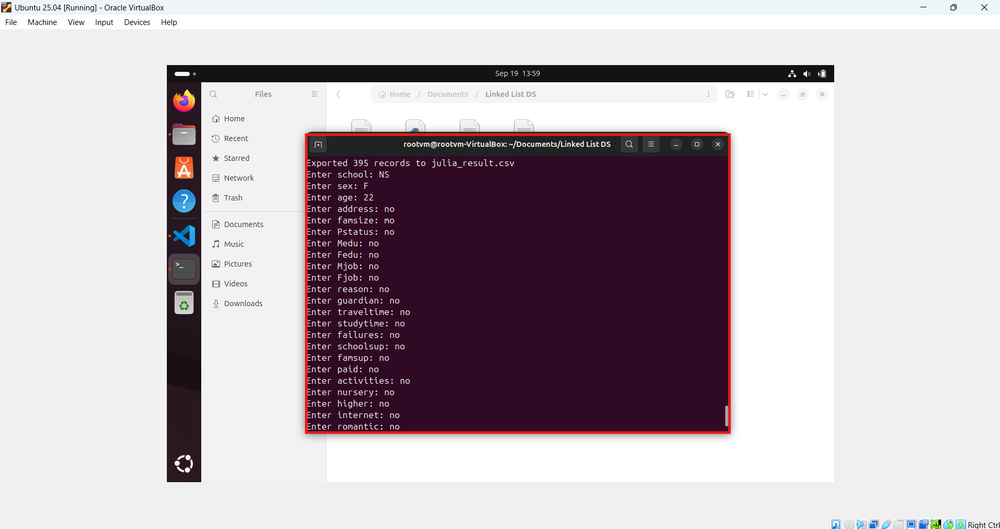 Ubuntu 25.04 [Running] - Oracle VirtualBox
File Machine View Input Devices Help
Sep 19 13:59
Files
Home / Documents / Linked List DS
Home
Recent
Starred
Network
Trash
Documents
Music
Pictures
Videos
Downloads
rootvm@rootvm-VirtualBox: ~/Documents/Linked List DS
Exported 395 records to julia_result.csv
Enter school: NS
Enter sex: F
Enter age: 22
Enter address: no
Enter famsize: mo
Enter Pstatus: no
Enter Medu: no
Enter Fedu: no
Enter Mjob: no
Enter Fjob: no
Enter reason: no
Enter guardian: no
Enter traveltime: no
Enter studytime: no
Enter failures: no
Enter schoolsup: no
Enter famsup: no
Enter paid: no
Enter activities: no
Enter nursery: no
Enter higher: no
Enter internet: no
Enter romantic: no
Right Ctrl